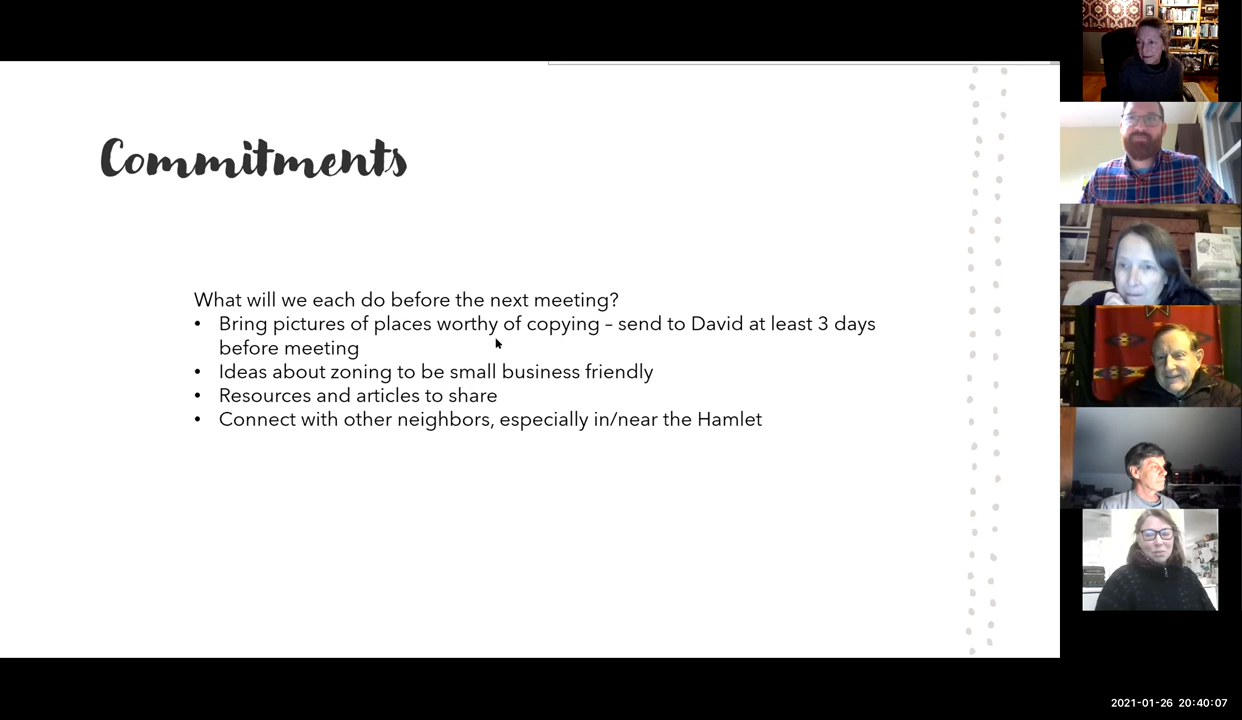 Commitments
What will we each do before the next meeting?
• Bring pictures of places worthy of copying – send to David at least 3 days
before meeting
• Ideas about zoning to be small business friendly
• Resources and articles to share
• Connect with other neighbors, especially in/near the Hamlet
2021-01-26 20:40:07